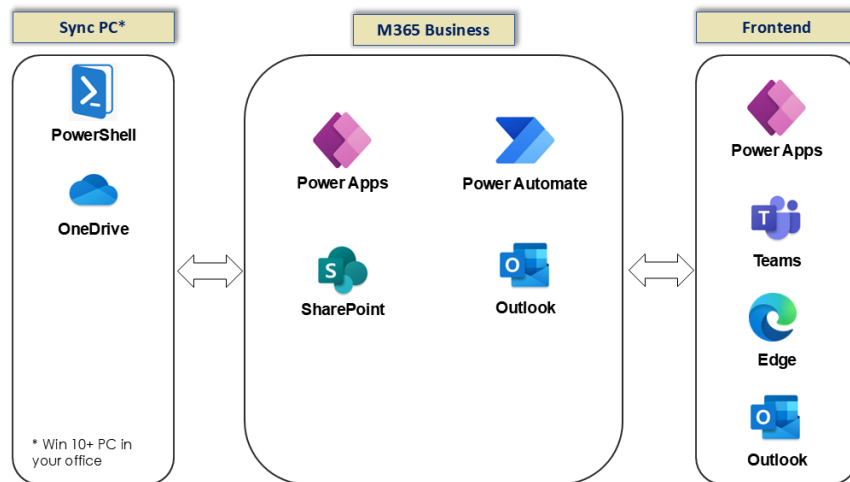 Sync PC*
M365 Business
Frontend
PowerShell
OneDrive
* Win 10+ PC in
your office
Power Apps
Power Automate
S
SharePoint
O
Outlook
Power Apps
T
Teams
Edge
O
Outlook